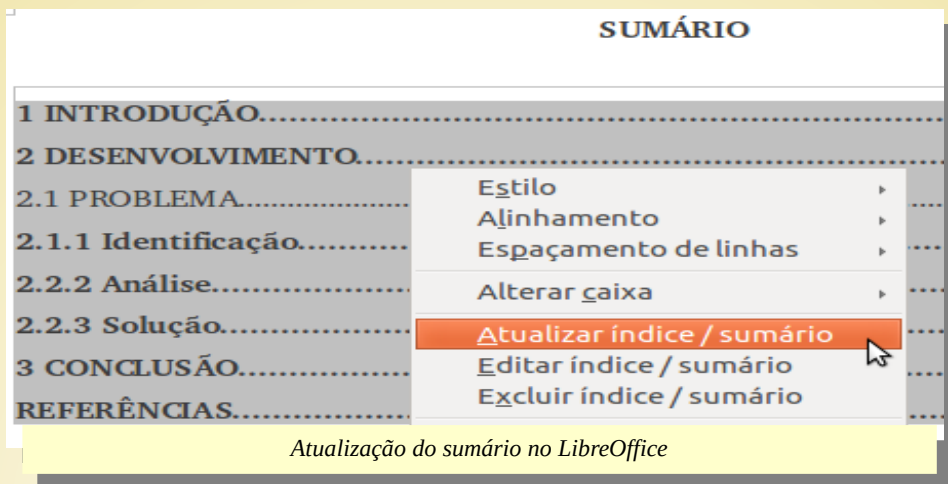 SUMÁRIO
1 INTRODUÇÃO
2 DESENVOLVIMENTO
2.1 PROBLEMA
2.1.1 Identificação
2.2.2 Análise
2.2.3 Solução
3 CONCLUSÃO
REFERÊNCIAS
Estilo
Alinhamento
Espaçamento de linhas
Alterar caixa
Atualizar índice / sumário
Editar índice / sumário
Excluir índice / sumário
Atualização do sumário no LibreOffice